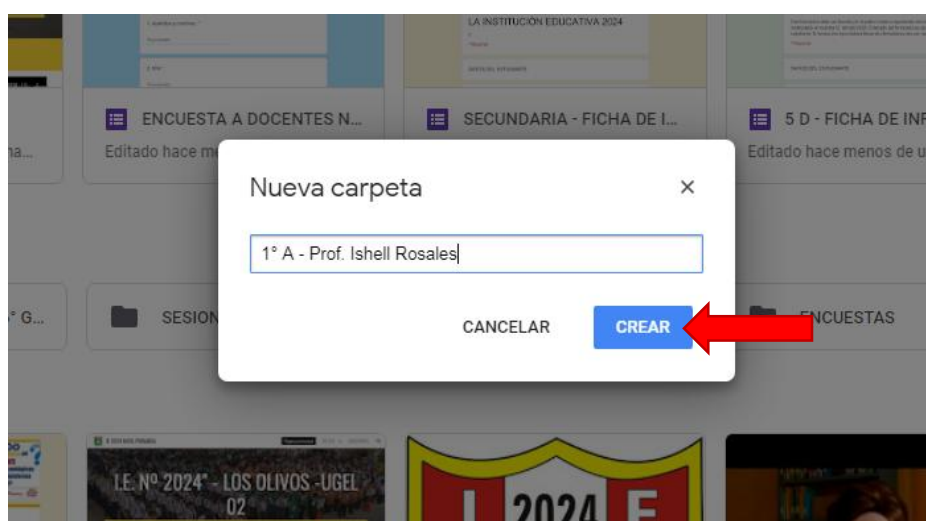 LA INSTITUCIÓN EDUCATIVA 2024
ENCUESTA A DOCENTES N...
SECUNDARIA - FICHA DE I...
5 D - FICHA DE INF
na...
Editado hace me
Editado hace menos de u
Nueva carpeta
1° A - Prof. Ishell Rosales
° G...
SESION
CANCELAR
CREAR
ENCUESTAS
I.E. Nº 2024" - LOS OLIVOS -UGEL
02
I 2024 E